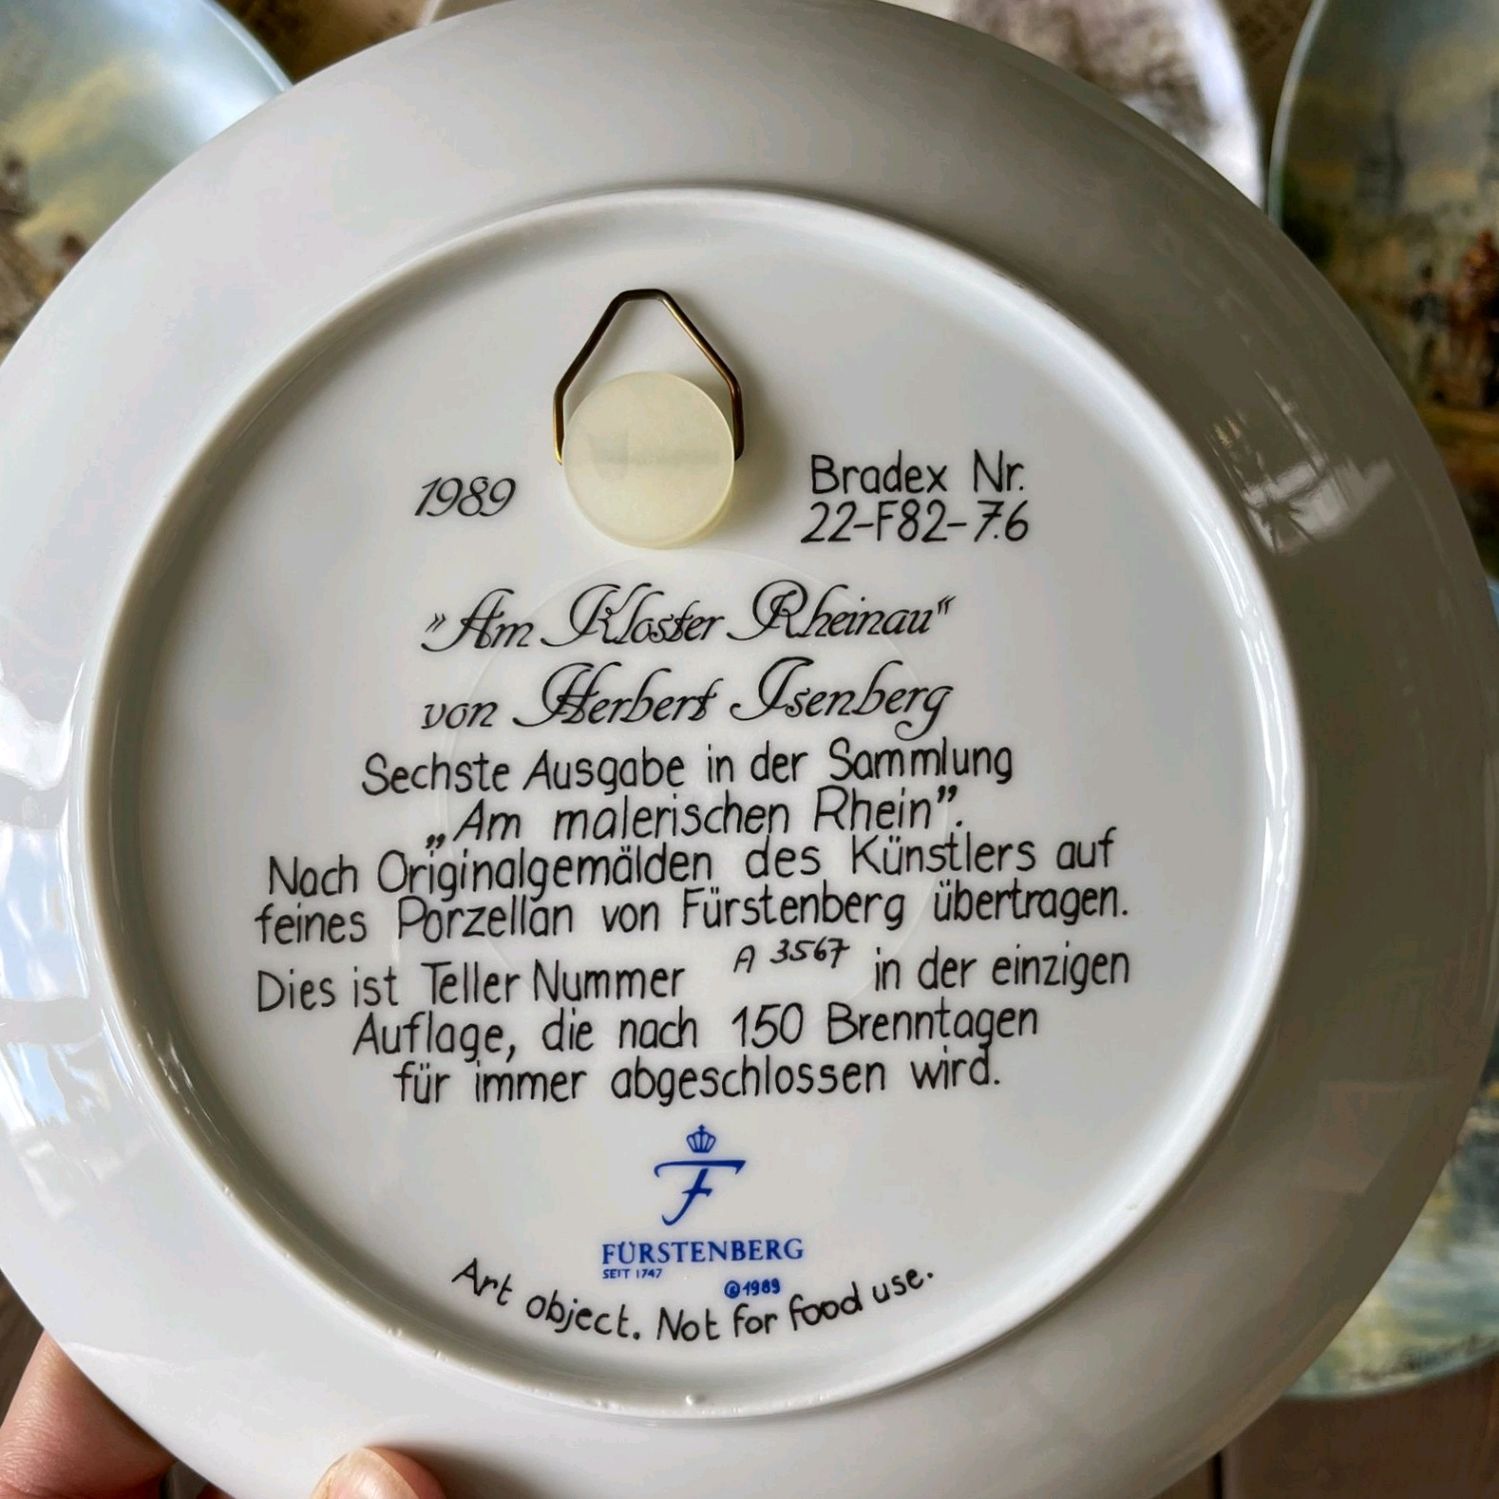 1989
Bradex Nr.
22-F82-7.6
»Am Kloster Rheinau“
von Herbert Isenberg
Sechste Ausgabe in der Sammlung
„Am malerischen Rhein”.
Nach Originalgemälden des Künstlers auf
feines Porzellan von Fürstenberg übertragen.
Dies ist Teller Nummer A 3567 in der einzigen
Auflage, die nach 150 Brenntagen
für immer abgeschlossen wird.
F
FÜRSTENBERG
SEIT 1747
©1989
Art object. Not for food use.